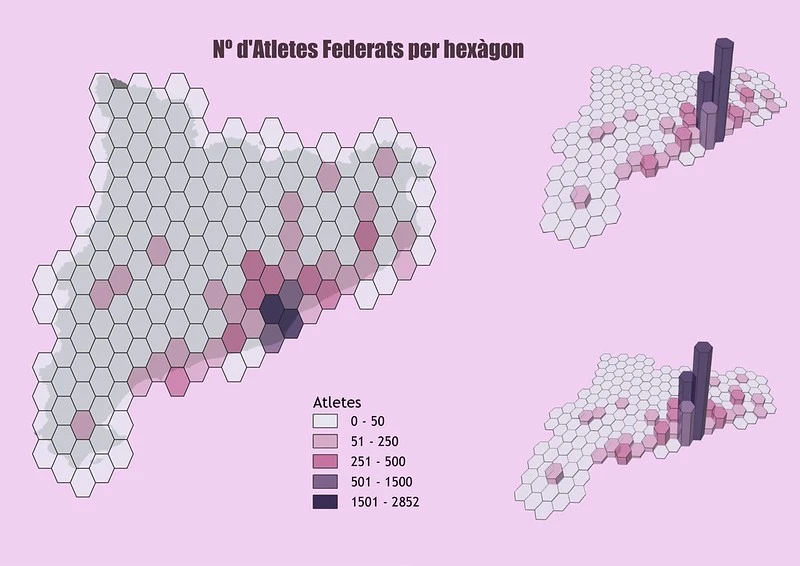 Nº d'Atletes Federats per hexàgon
Atletes
0 - 50
51 - 250
251 - 500
501 - 1500
1501 - 2852